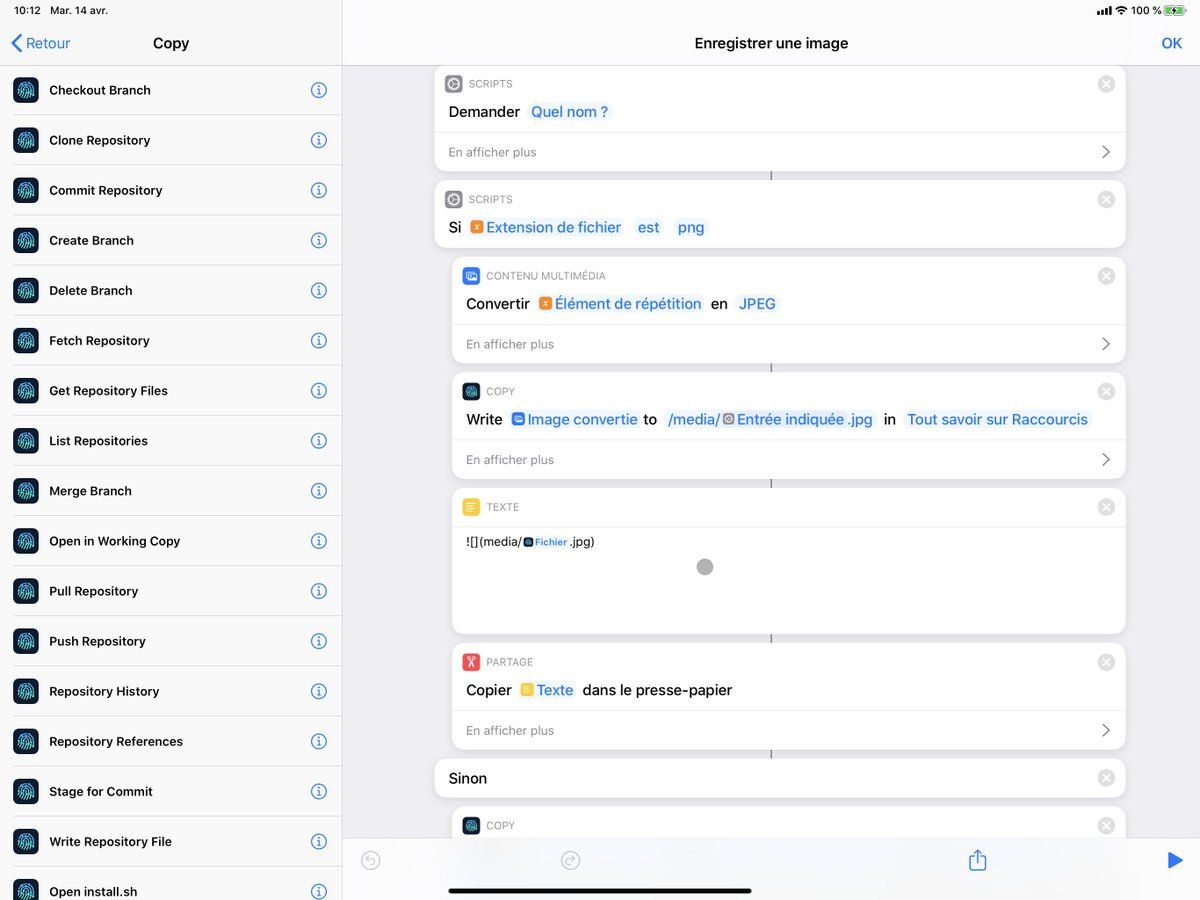 10:12 Mar. 14 avr.
100 %
Retour
Copy
Enregistrer une image
OK
Checkout Branch
Clone Repository
Commit Repository
Create Branch
Delete Branch
Fetch Repository
Get Repository Files
List Repositories
Merge Branch
Open in Working Copy
Pull Repository
Push Repository
Repository History
Repository References
Stage for Commit
Write Repository File
Open install.sh
SCRIPTS
Demander Quel nom ?
En afficher plus
SCRIPTS
Si Extension de fichier est png
CONTENU MULTIMÉDIA
Convertir Élément de répétition en JPEG
En afficher plus
COPY
Write Image convertie to /media/Entrée indiquée.jpg in Tout savoir sur Raccourcis
En afficher plus
TEXTE
![](media/Fichier.jpg)
PARTAGE
Copier Texte dans le presse-papier
En afficher plus
Sinon
COPY